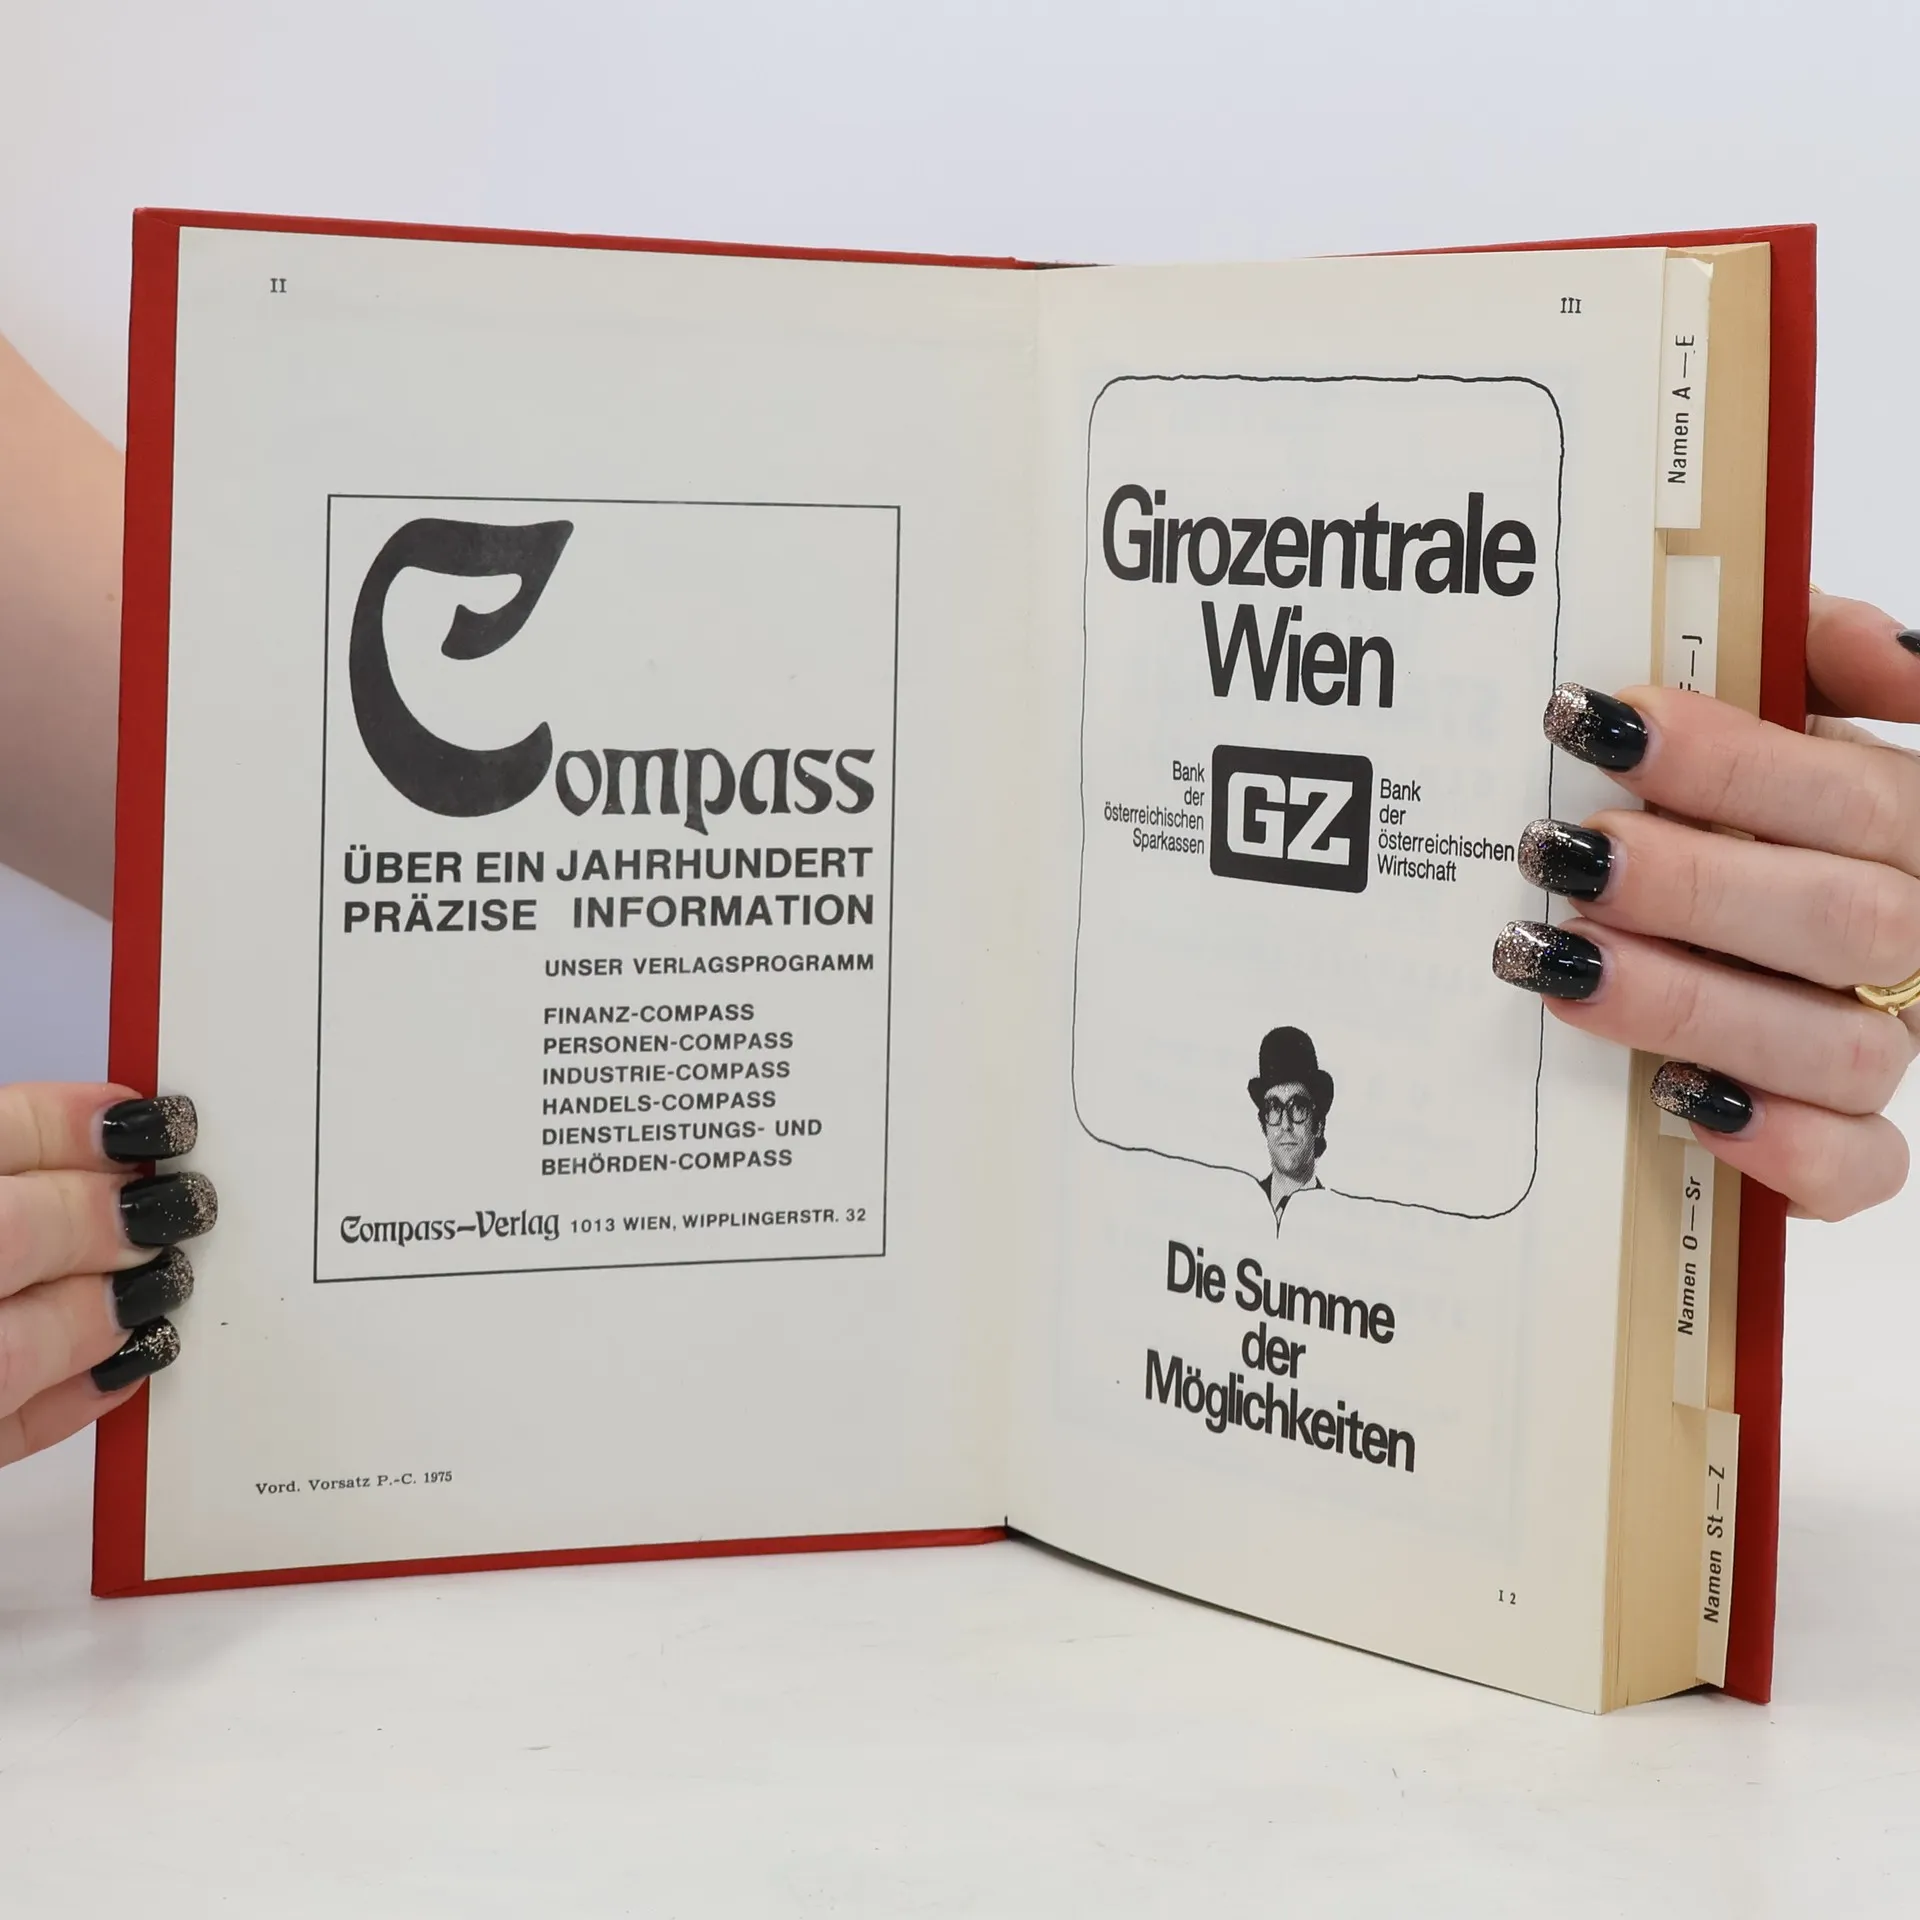 II
Compass
ÜBER EIN JAHRHUNDERT
PRÄZISE INFORMATION
UNSER VERLAGSPROGRAMM
FINANZ-COMPASS
PERSONEN-COMPASS
INDUSTRIE-COMPASS
HANDELS-COMPASS
DIENSTLEISTUNGS- UND
BEHÖRDEN-COMPASS
Compass-Verlag 1013 WIEN, WIPPLINGERSTR. 32
Vord. Vorsatz P.-C. 1975
III
Girozentrale
Wien
Bank
der
österreichischen
Sparkassen
GZ
Bank
der
österreichischen
Wirtschaft
Die Summe
der
Möglichkeiten
I 2
Namen A — E
— J
Namen O — Sr
Namen St — Z